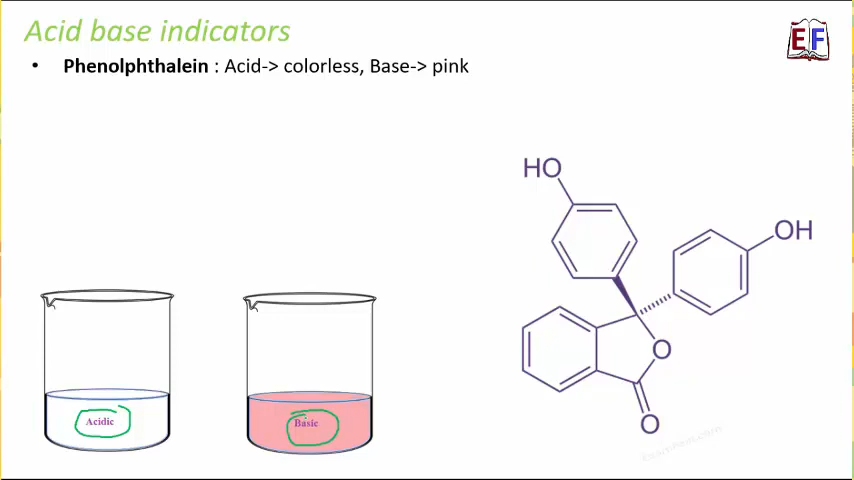 Acid base indicators
EF
• Phenolphthalein : Acid-> colorless, Base-> pink
HO
OH
O
O
Acidic
Basic